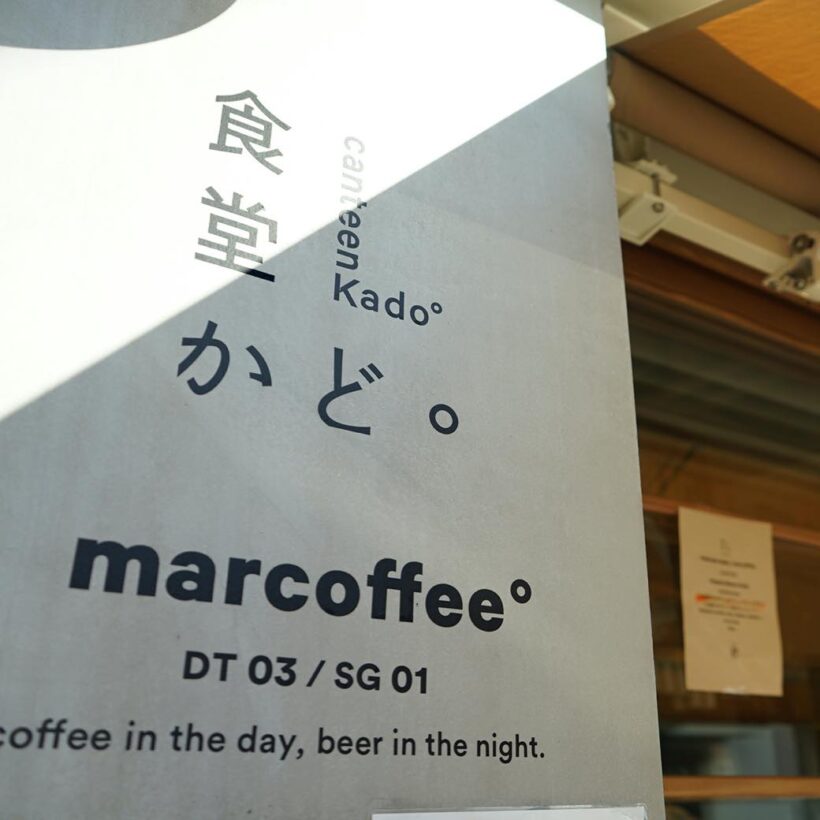 食堂
かど。
canteen
Kado°
marcoffee°
DT 03 / SG 01
coffee in the day, beer in the night.